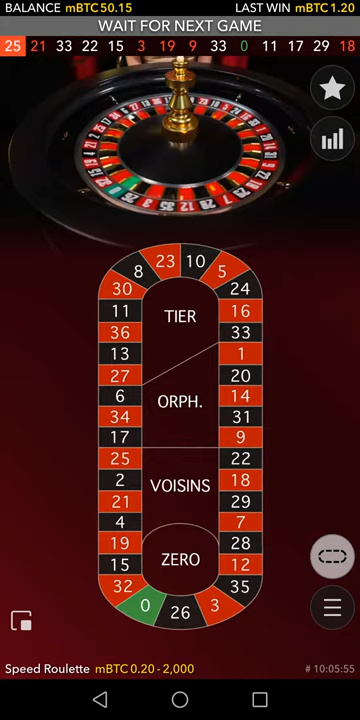 BALANCE mBTC 50.15 LAST WIN mBTC 1.20
WAIT FOR NEXT GAME
25 21 33 22 15 3 19 9 33 0 11 17 29 18
8 23 10 5
30 24
11 TIER 16
36 33
13 1
27 20
6 ORPH. 14
34 31
17 9
25 22
2 VOISINS 18
21 29
4 7
19 ZERO 28
15 12
32 35
0 26 3
Speed Roulette mBTC 0.20 - 2,000 # 10:05:55